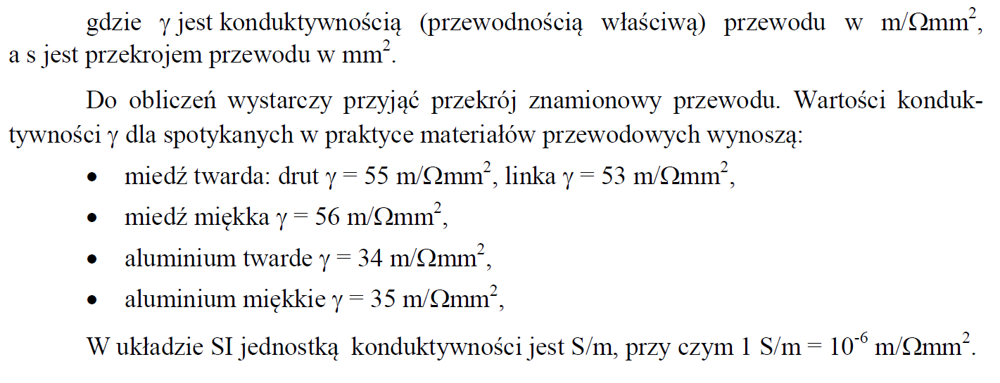 gdzie γ jest konduktywnością (przewodnością właściwą) przewodu w m/Ωmm²,
a s jest przekrojem przewodu w mm².
Do obliczeń wystarczy przyjąć przekrój znamionowy przewodu. Wartości konduk-
tywności γ dla spotykanych w praktyce materiałów przewodowych wynoszą:
• miedź twarda: drut γ = 55 m/Ωmm², linka γ = 53 m/Ωmm²,
• miedź miękka γ = 56 m/Ωmm²,
• aluminium twarde γ = 34 m/Ωmm²,
• aluminium miękkie γ = 35 m/Ωmm²,
W układzie SI jednostką konduktywności jest S/m, przy czym 1 S/m = 10⁻⁶ m/Ωmm².